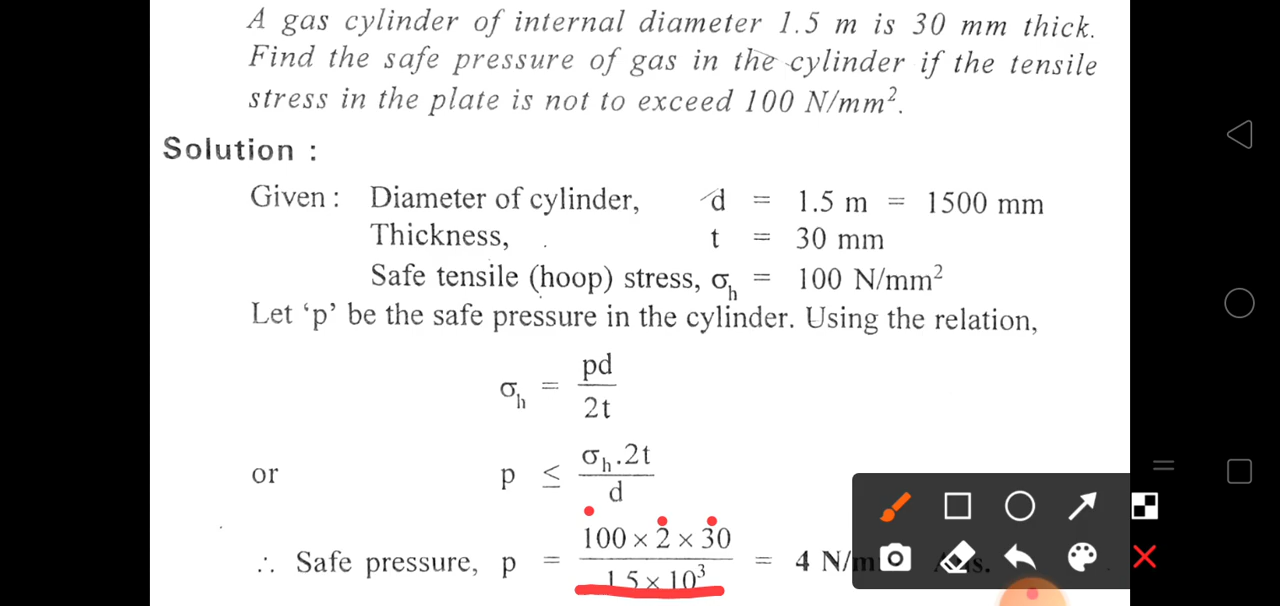 A gas cylinder of internal diameter 1.5 m is 30 mm thick.
Find the safe pressure of gas in the cylinder if the tensile
stress in the plate is not to exceed 100 N/mm².
Solution :
Given : Diameter of cylinder, d = 1.5 m = 1500 mm
Thickness, t = 30 mm
Safe tensile (hoop) stress, σh = 100 N/mm²
Let ‘p’ be the safe pressure in the cylinder. Using the relation,
σh = pd / 2t
or p ≤ σh.2t / d
∴ Safe pressure, p = 100 × 2 × 30 / 1.5 × 10³ = 4